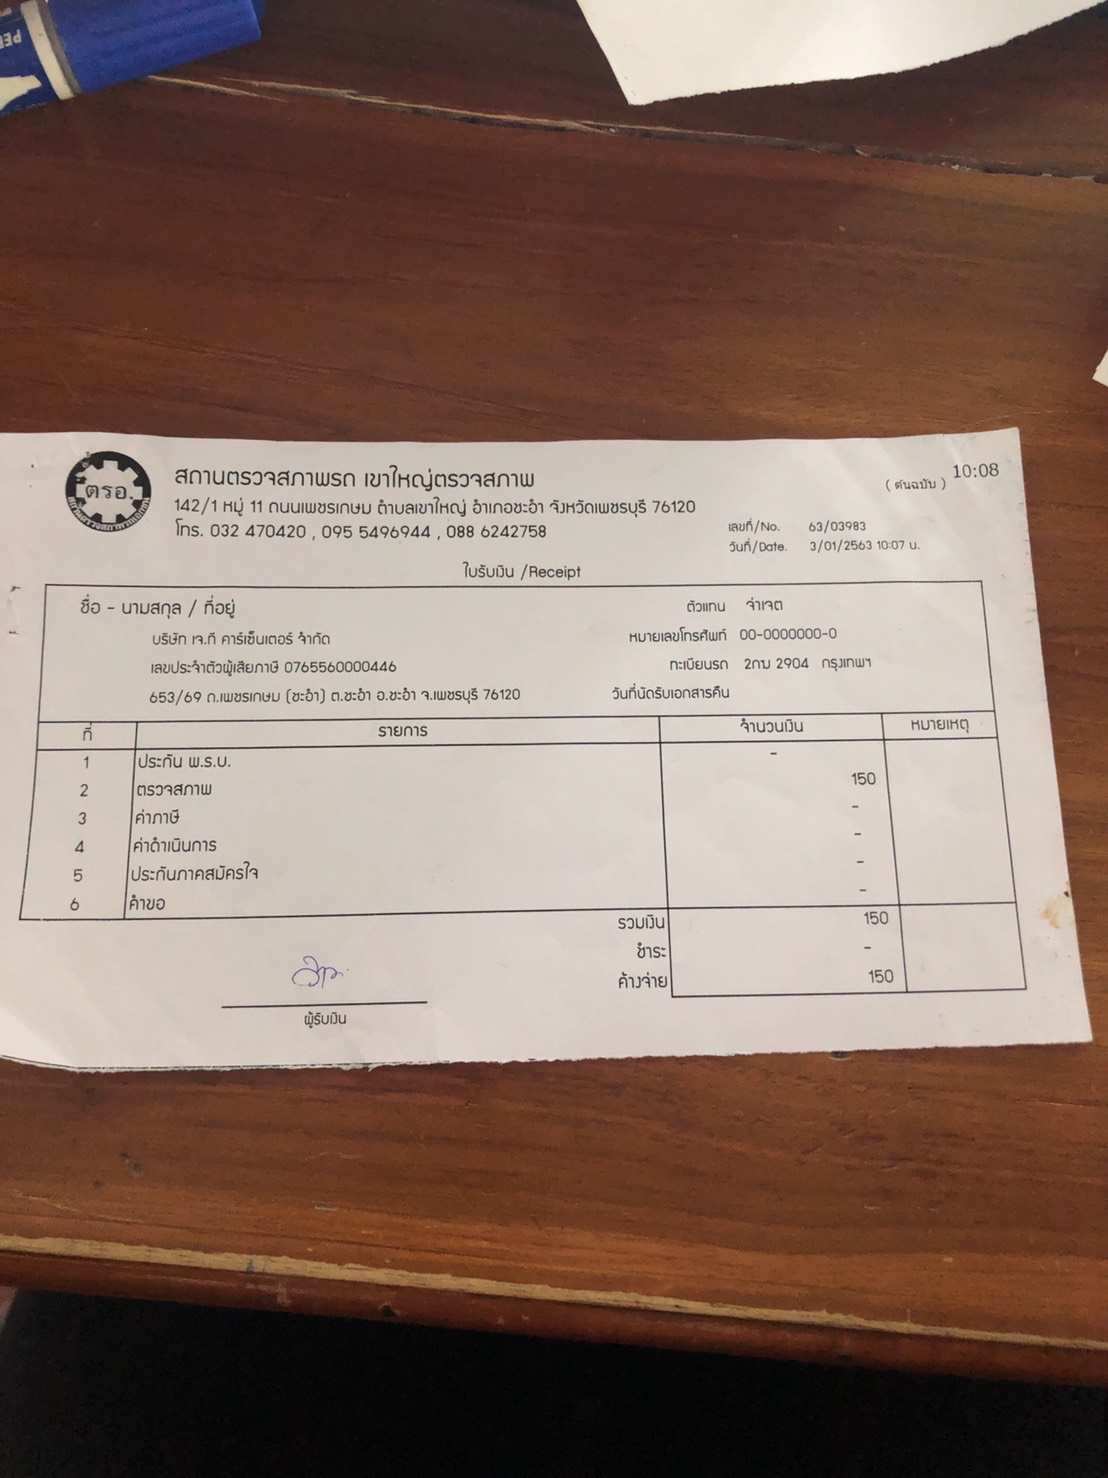 PE
ตรอ.
สถานตรวจสภาพรถ เขาใหญ่ตรวจสภาพ
( ต้นฉบับ ) 10:08
142/1 หมู่ 11 ถนนเพชรเกษม ตำบลเขาใหญ่ อำเภอชะอำ จังหวัดเพชรบุรี 76120
โทร. 032 470420 , 095 5496944 , 088 6242758
เลขที่/No. 63/03983
วันที่/Date. 3/01/2563 10:07 น.
ใบรับเงิน /Receipt
ชื่อ - นามสกุล / ที่อยู่ ตัวแทน จ่าเจต
บริษัท เจ.ที คาร์เซ็นเตอร์ จำกัด หมายเลขโทรศัพท์ 00-0000000-0
เลขประจำตัวผู้เสียภาษี 0765560000446 ทะเบียนรถ 2กข 2904 กรุงเทพฯ
653/69 ถ.เพชรเกษม (ชะอำ) ต.ชะอำ อ.ชะอำ จ.เพชรบุรี 76120 วันที่นัดรับเอกสารคืน
ที่ รายการ จำนวนเงิน หมายเหตุ
1 ประกัน พ.ร.บ. -
2 ตรวจสภาพ 150
3 ค่าภาษี -
4 ค่าดำเนินการ -
5 ประกันภาคสมัครใจ -
6 คำขอ -
รวมเงิน 150
ชำระ -
ค้างจ่าย 150
ผู้รับเงิน